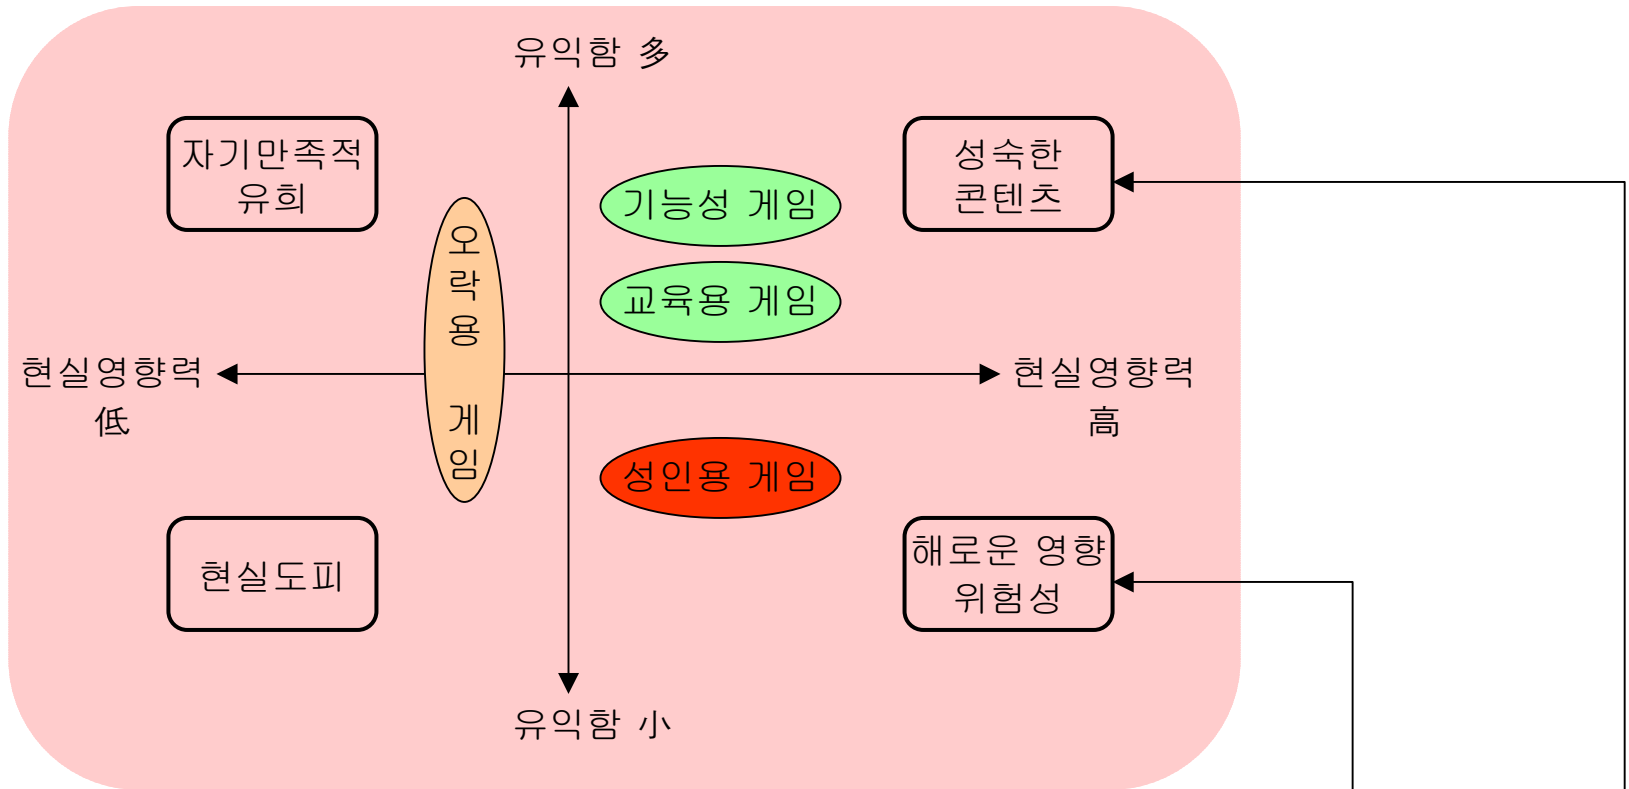 유익함 多
자기만족적
유희
성숙한
콘텐츠
기능성 게임
오
락
용
게
임
교육용 게임
현실영향력
低
현실영향력
高
성인용 게임
현실도피
해로운 영향
위험성
유익함 小